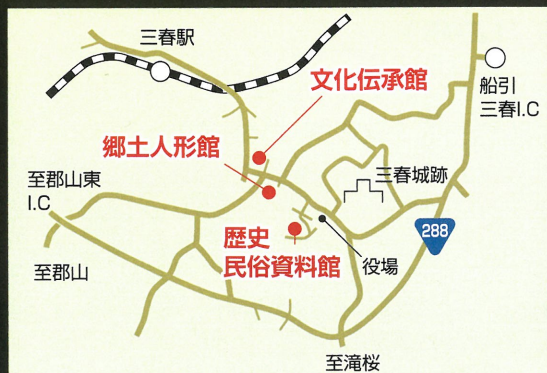 三春駅
文化伝承館
船引
三春I.C
郷土人形館
至郡山東
I.C
三春城跡
288
歴史
民俗資料館
役場
至郡山
至滝桜